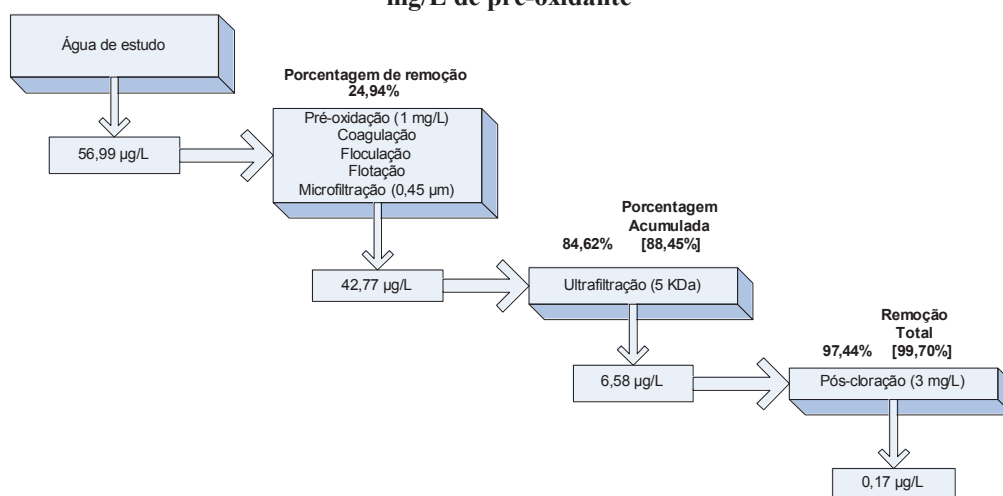 mg/L de pré-oxidante
Água de estudo
56,99 µg/L
Porcentagem de remoção
24,94%
Pré-oxidação (1 mg/L)
Coagulação
Floculação
Flotação
Microfiltração (0,45 µm)
42,77 µg/L
Porcentagem
Acumulada
84,62% [88,45%]
Ultrafiltração (5 KDa)
6,58 µg/L
Remoção
Total
97,44% [99,70%]
Pós-cloração (3 mg/L)
0,17 µg/L